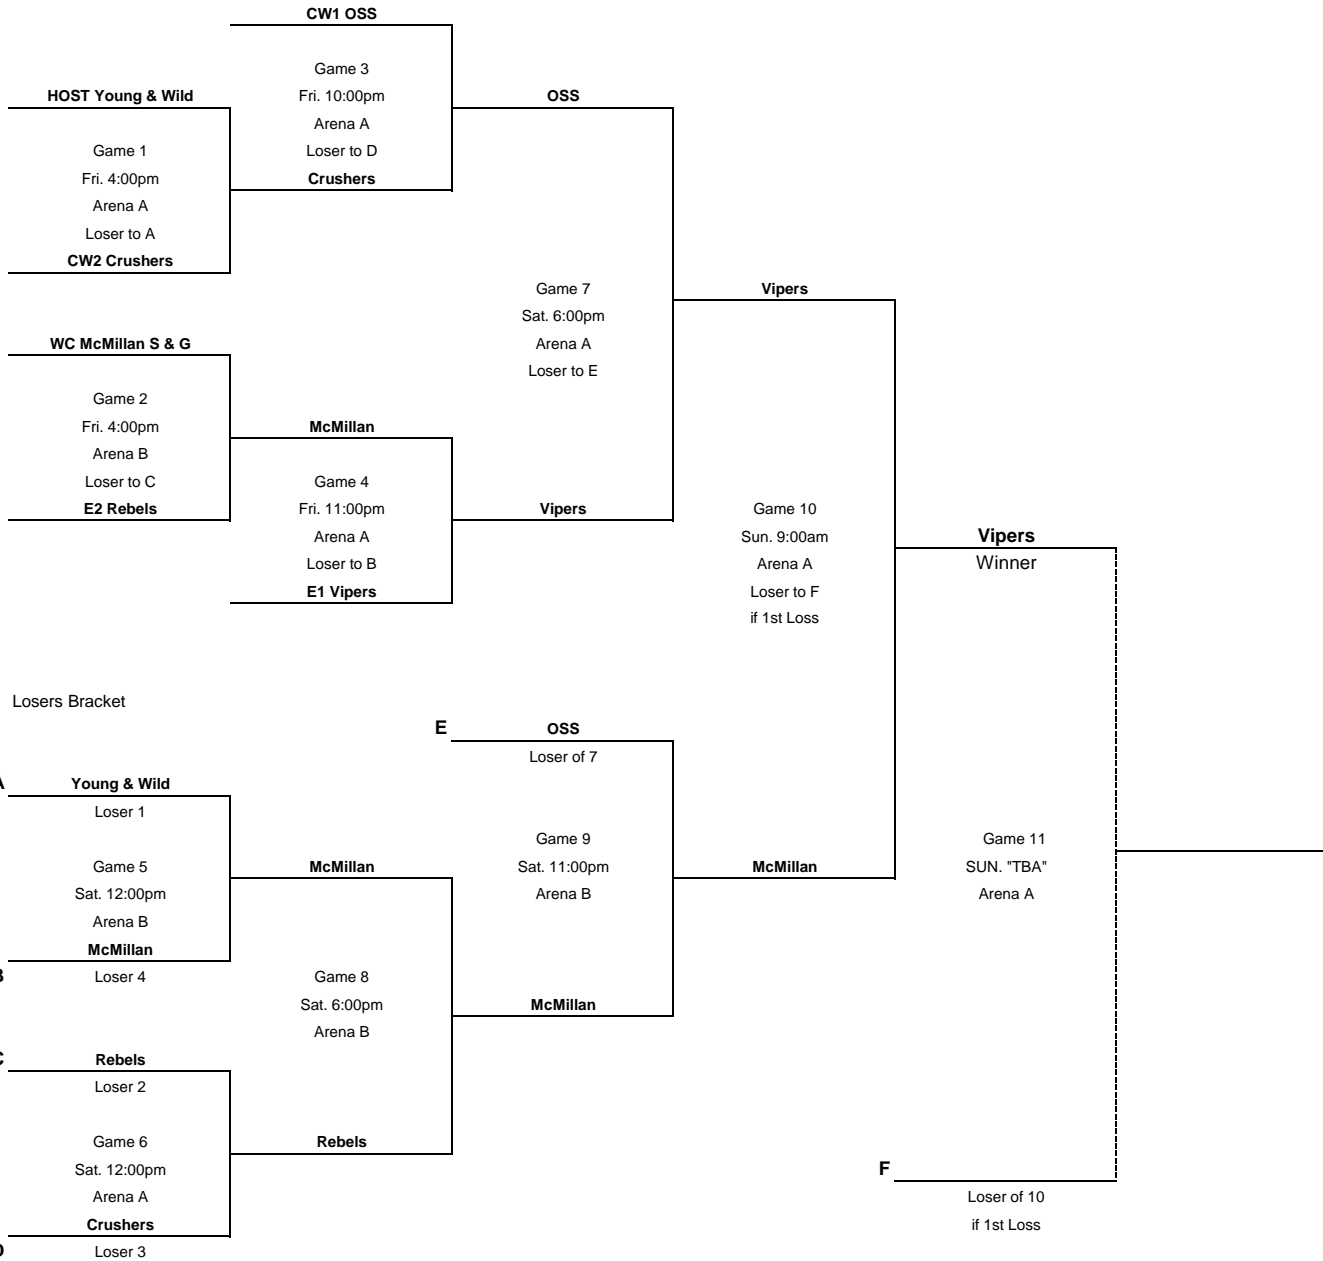 CW1 OSS
Game 3
HOST Young & Wild
Fri. 10:00pm
OSS
Arena A
Game 1
Loser to D
Fri. 4:00pm
Crushers
Arena A
Loser to A
CW2 Crushers
Game 7
Vipers
Sat. 6:00pm
WC McMillan S & G
Arena A
Loser to E
Game 2
Fri. 4:00pm
McMillan
Arena B
Loser to C
Game 4
E2 Rebels
Fri. 11:00pm
Vipers
Game 10
Arena A
Sun. 9:00am
Vipers
Loser to B
Arena A
Winner
E1 Vipers
Loser to F
if 1st Loss
Losers Bracket
E
OSS
Loser of 7
A
Young & Wild
Loser 1
Game 9
Game 11
Game 5
McMillan
Sat. 11:00pm
McMillan
SUN. "TBA"
Sat. 12:00pm
Arena B
Arena A
Arena B
McMillan
B
Loser 4
Game 8
Sat. 6:00pm
McMillan
Arena B
C
Rebels
Loser 2
Game 6
Rebels
Sat. 12:00pm
F
Arena A
Loser of 10
Crushers
if 1st Loss
D
Loser 3